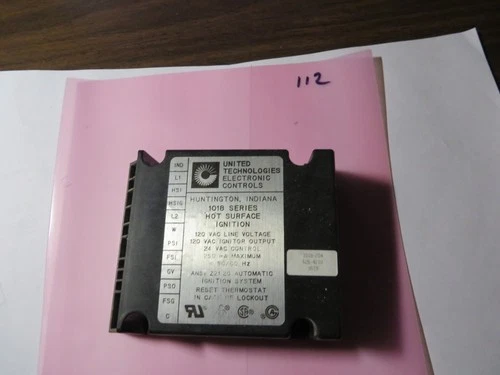 112
IND
L1
HSI
HSIG
L2
W
PSI
FSI
GV
PSO
FSG
C
UNITED
TECHNOLOGIES
ELECTRONIC
CONTROLS
HUNTINGTON, INDIANA
1018 SERIES
HOT SURFACE
IGNITION
120 VAC LINE VOLTAGE
120 VAC IGNITOR OUTPUT
24 VAC CONTROL
MAXIMUM
HZ
AUTOMATIC
IGNITION SYSTEM
RESET THERMOSTAT
IN CASE OF LOCKOUT